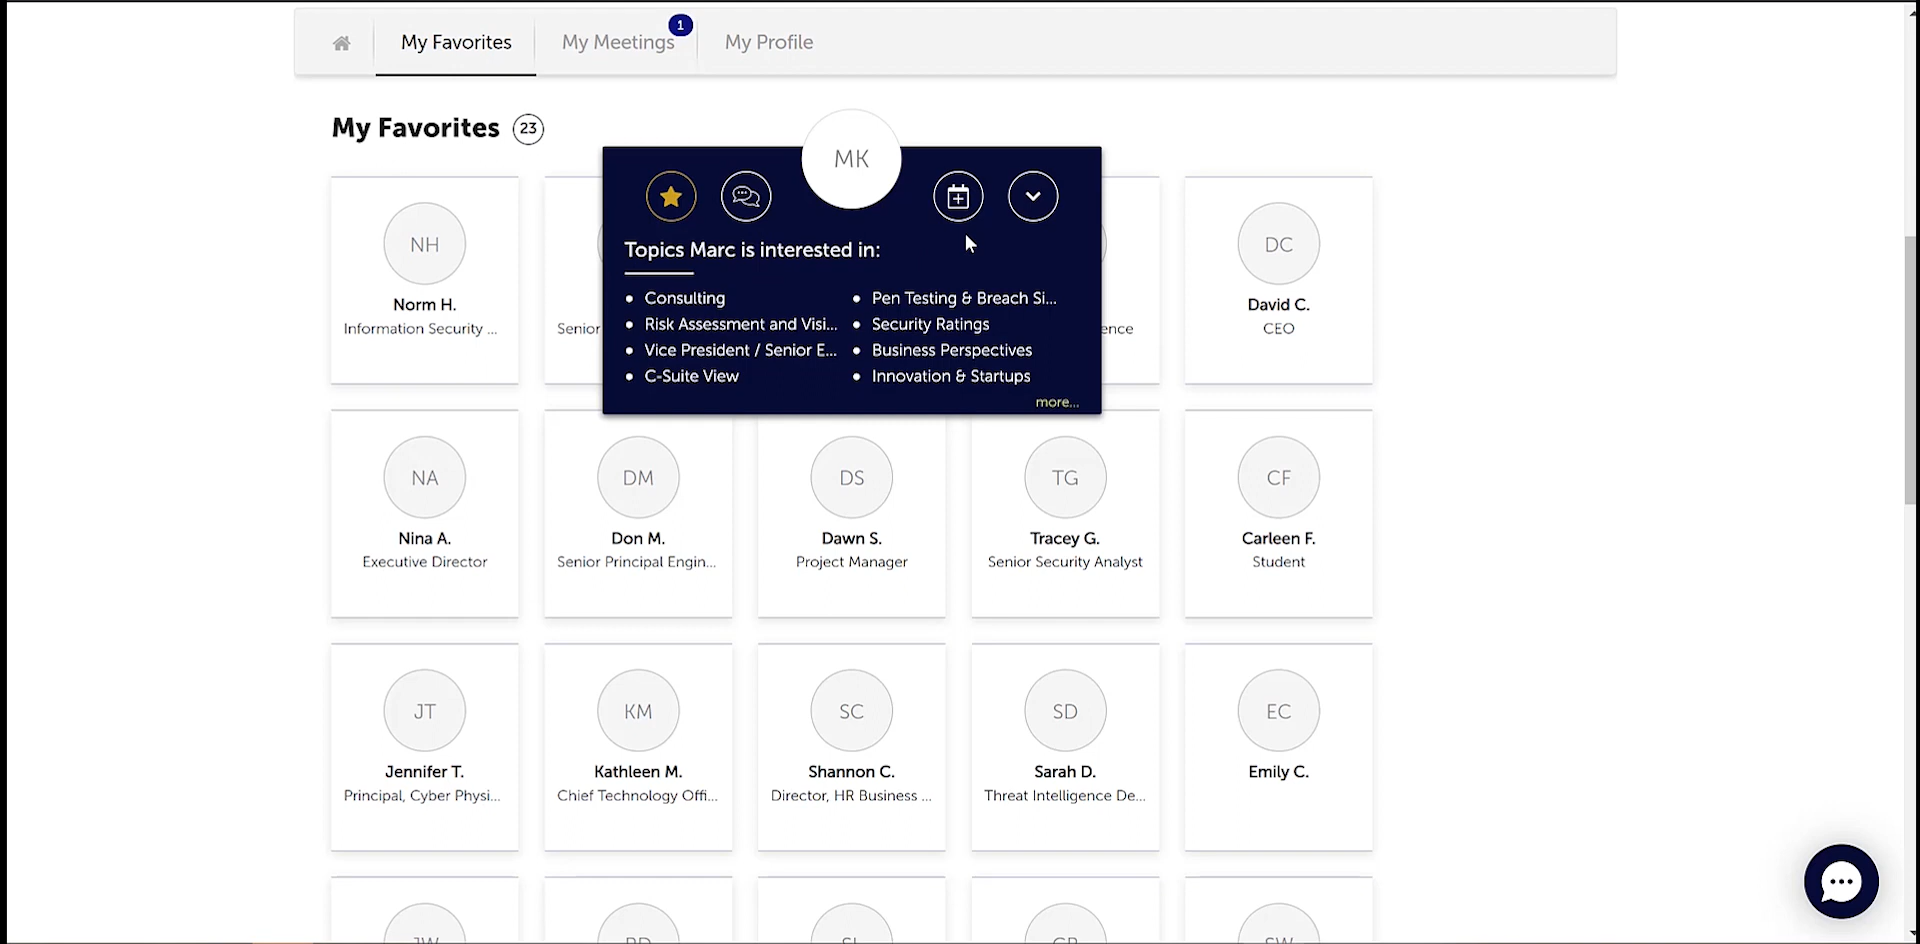 My Favorites
My Meetings
1
My Profile
My Favorites 23
MK
Topics Marc is interested in:
Consulting
Risk Assessment and Visi...
Vice President / Senior E...
C-Suite View
Pen Testing & Breach Si...
Security Ratings
Business Perspectives
Innovation & Startups
more...
NH
Norm H.
Information Security ...
Senior
ence
DC
David C.
CEO
NA
Nina A.
Executive Director
DM
Don M.
Senior Principal Engin...
DS
Dawn S.
Project Manager
TG
Tracey G.
Senior Security Analyst
CF
Carleen F.
Student
JT
Jennifer T.
Principal, Cyber Physi...
KM
Kathleen M.
Chief Technology Offi...
SC
Shannon C.
Director, HR Business ...
SD
Sarah D.
Threat Intelligence De...
EC
Emily C.